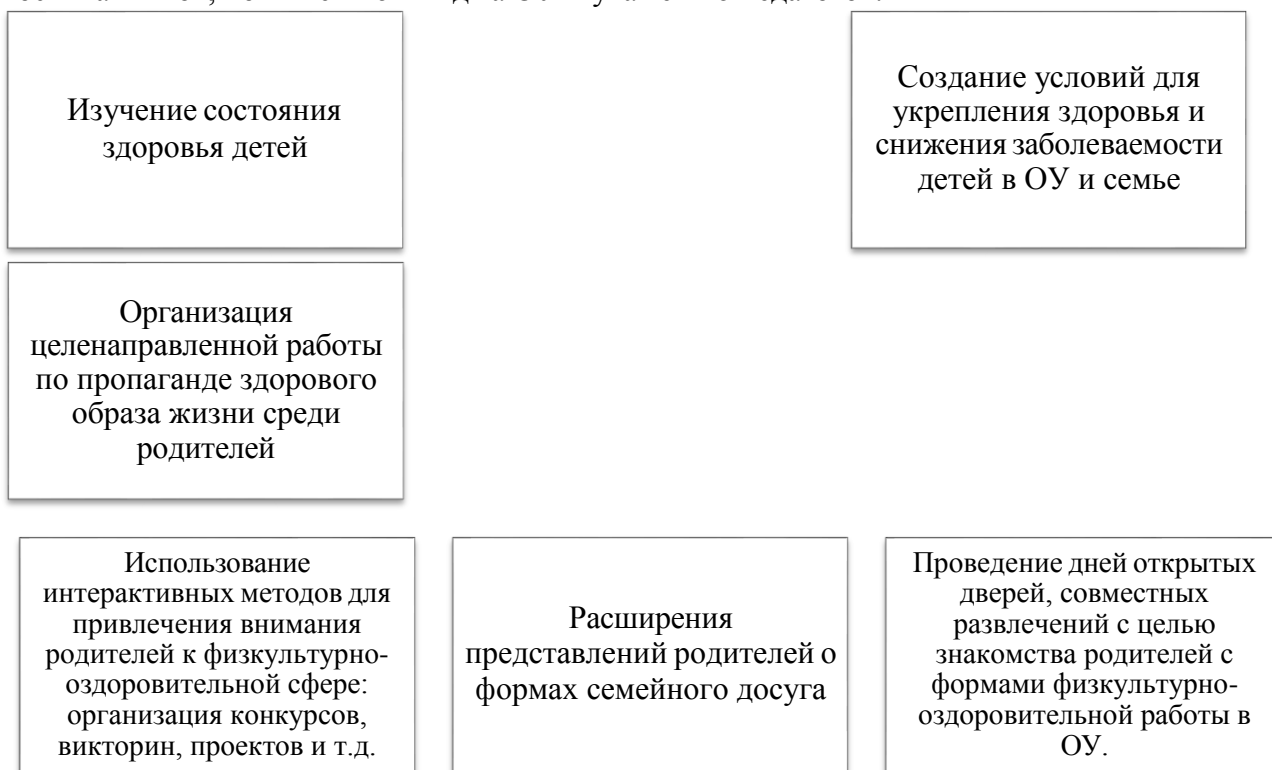 Изучение состояния
здоровья детей
Создание условий для
укрепления здоровья и
снижения заболеваемости
детей в ОУ и семье
Организация
целенаправленной работы
по пропаганде здорового
образа жизни среди
родителей
Использование
интерактивных методов для
привлечения внимания
родителей к физкультурно-
оздоровительной сфере:
организация конкурсов,
викторин, проектов и т.д.
Расширения
представлений родителей о
формах семейного досуга
Проведение дней открытых
дверей, совместных
развлечений с целью
знакомства родителей с
формами физкультурно-
оздоровительной работы в
ОУ.